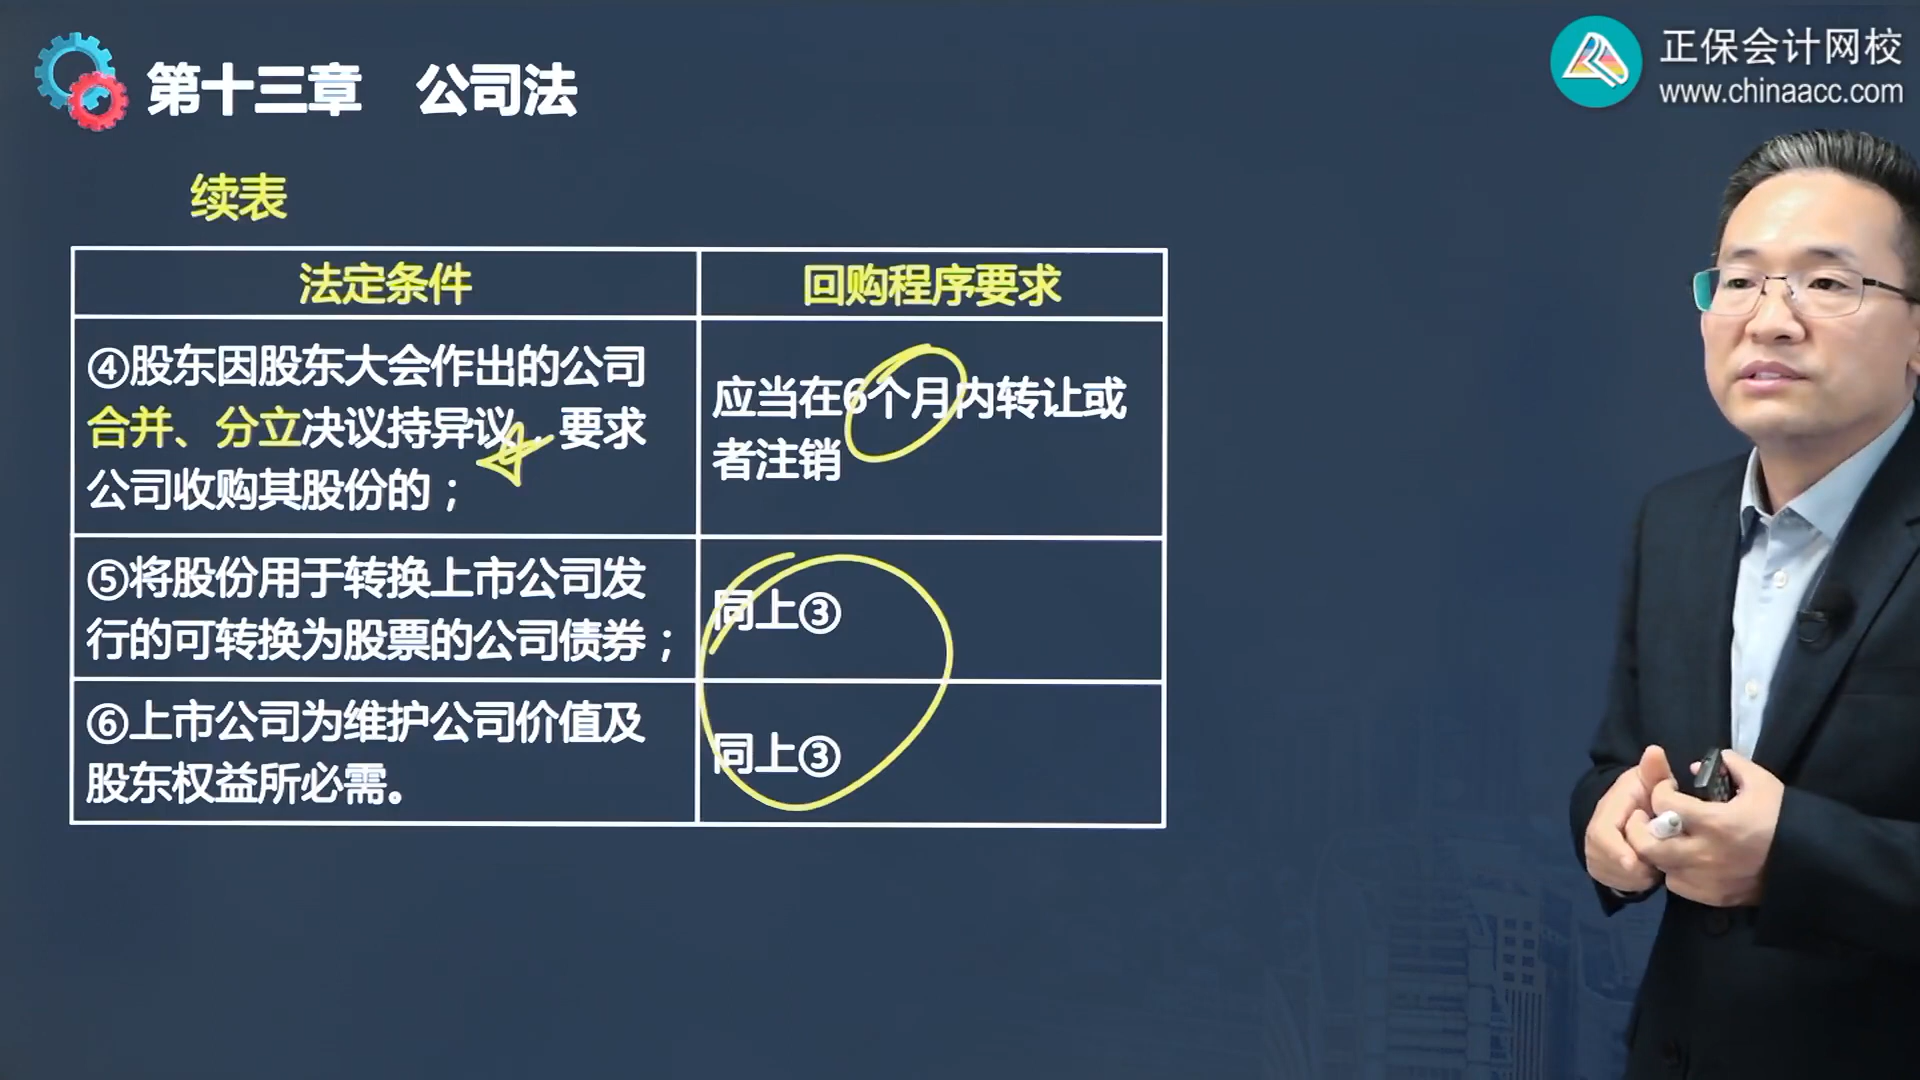 第十三章 公司法
正保会计网校
www.chinaacc.com
续表
法定条件
回购程序要求
④股东因股东大会作出的公司
合并、分立决议持异议，要求
公司收购其股份的；
应当在6个月内转让或
者注销
⑤将股份用于转换上市公司发
行的可转换为股票的公司债券；
同上③
⑥上市公司为维护公司价值及
股东权益所必需。
同上③